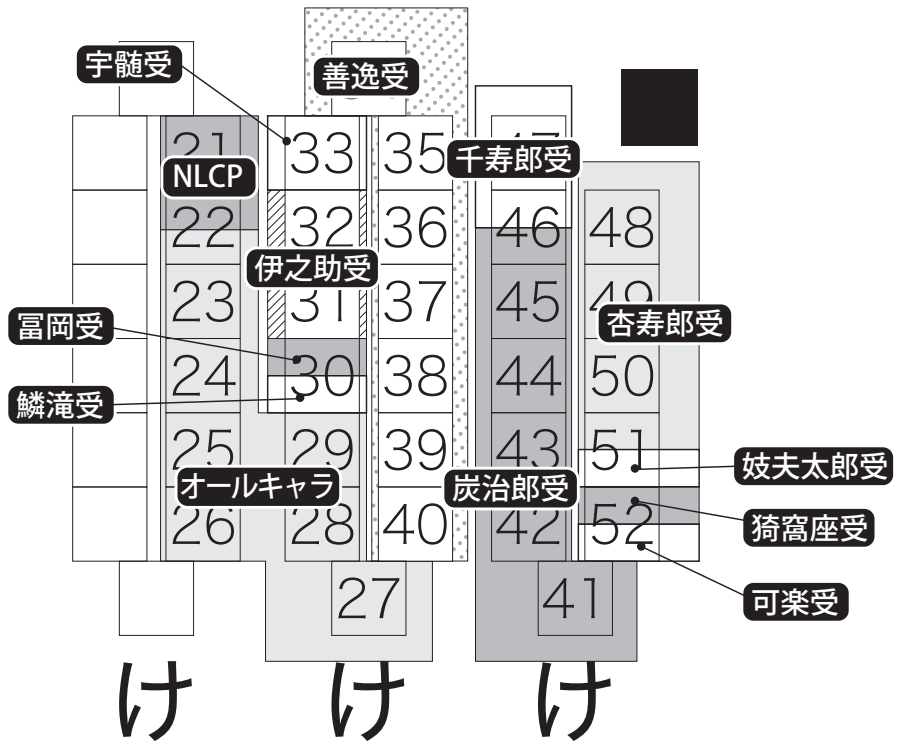 宇髄受
善逸受
21
33
35
千寿郎受
47
NLCP
22
32
36
46
48
伊之助受
23
31
37
45
49
冨岡受
杏寿郎受
24
30
38
44
50
鱗滝受
25
29
39
43
51
妓夫太郎受
オールキャラ
炭治郎受
26
28
40
42
52
猗窩座受
27
41
可楽受
け
け
け